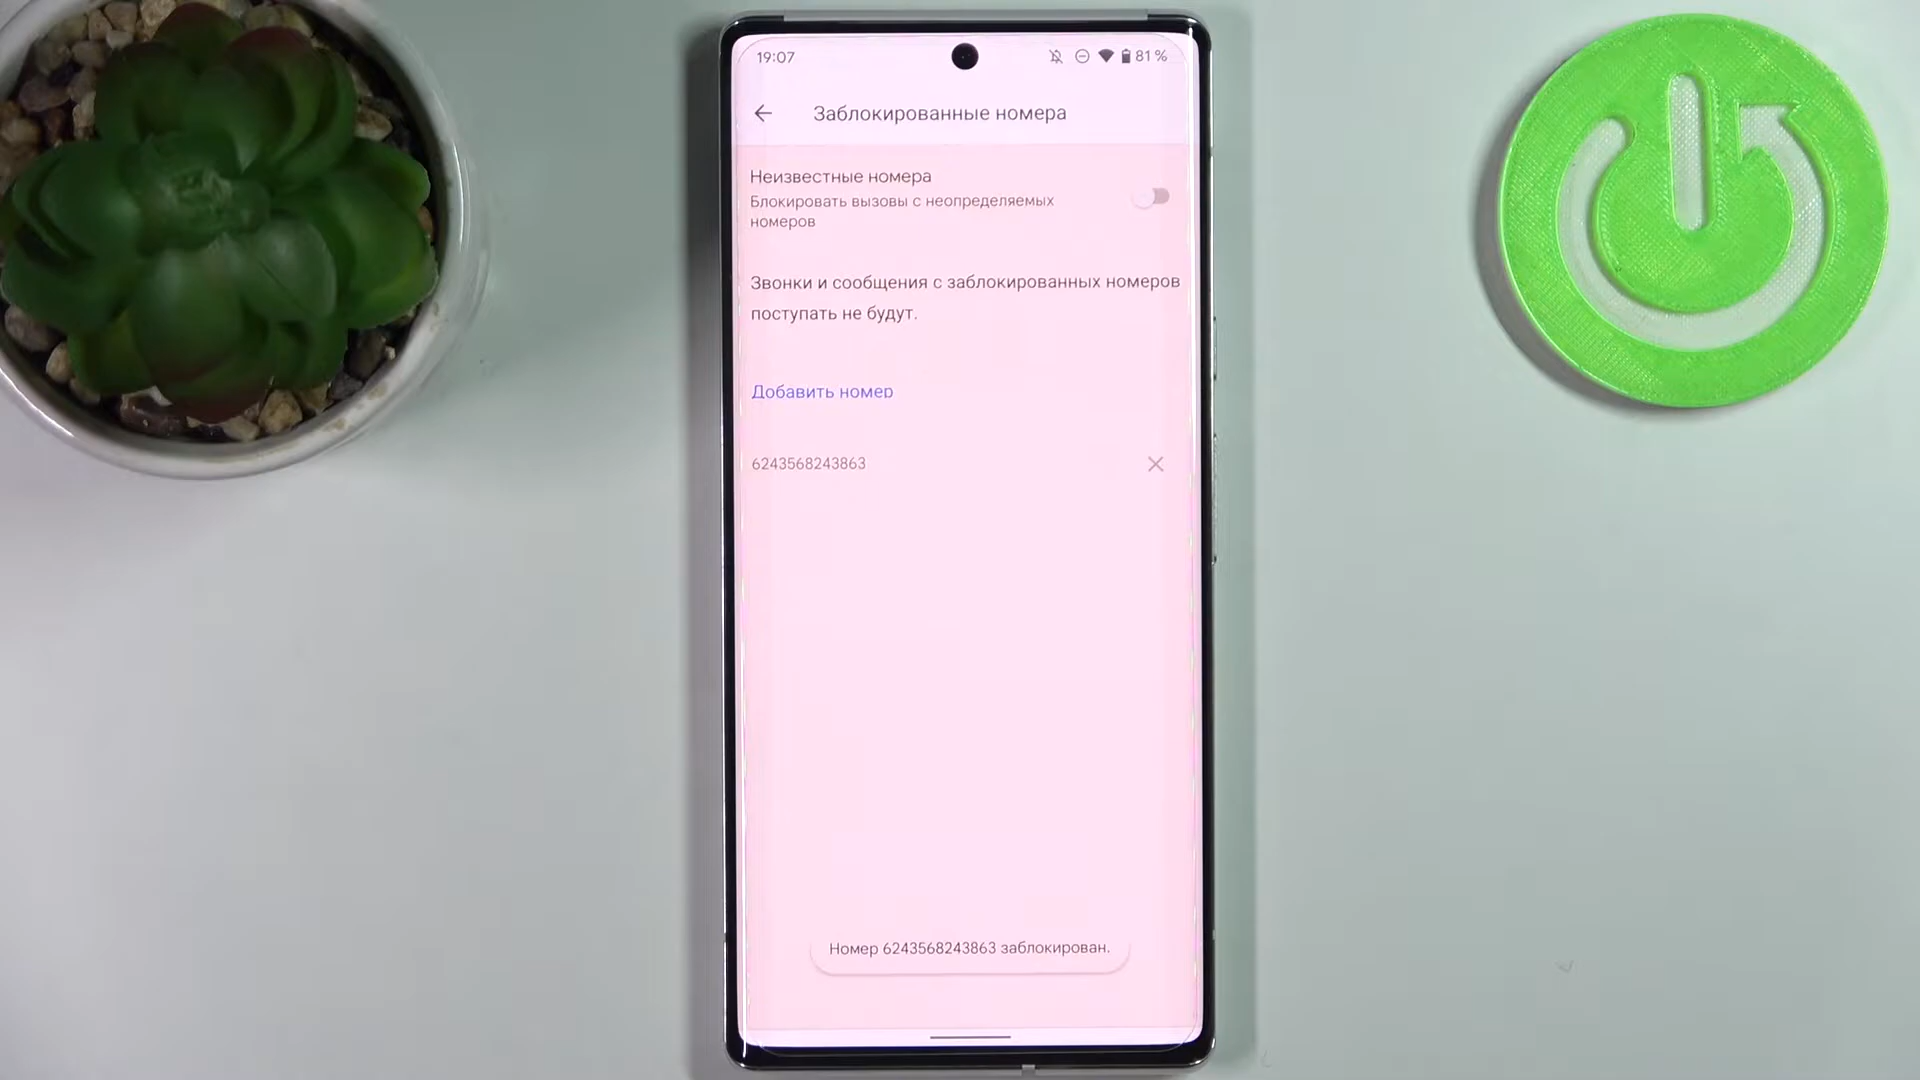 19:07
81 %
Заблокированные номера
Неизвестные номера
Блокировать вызовы с неопределяемых
номеров
Звонки и сообщения с заблокированных номеров
поступать не будут.
Добавить номер
6243568243863
Номер 6243568243863 заблокирован.